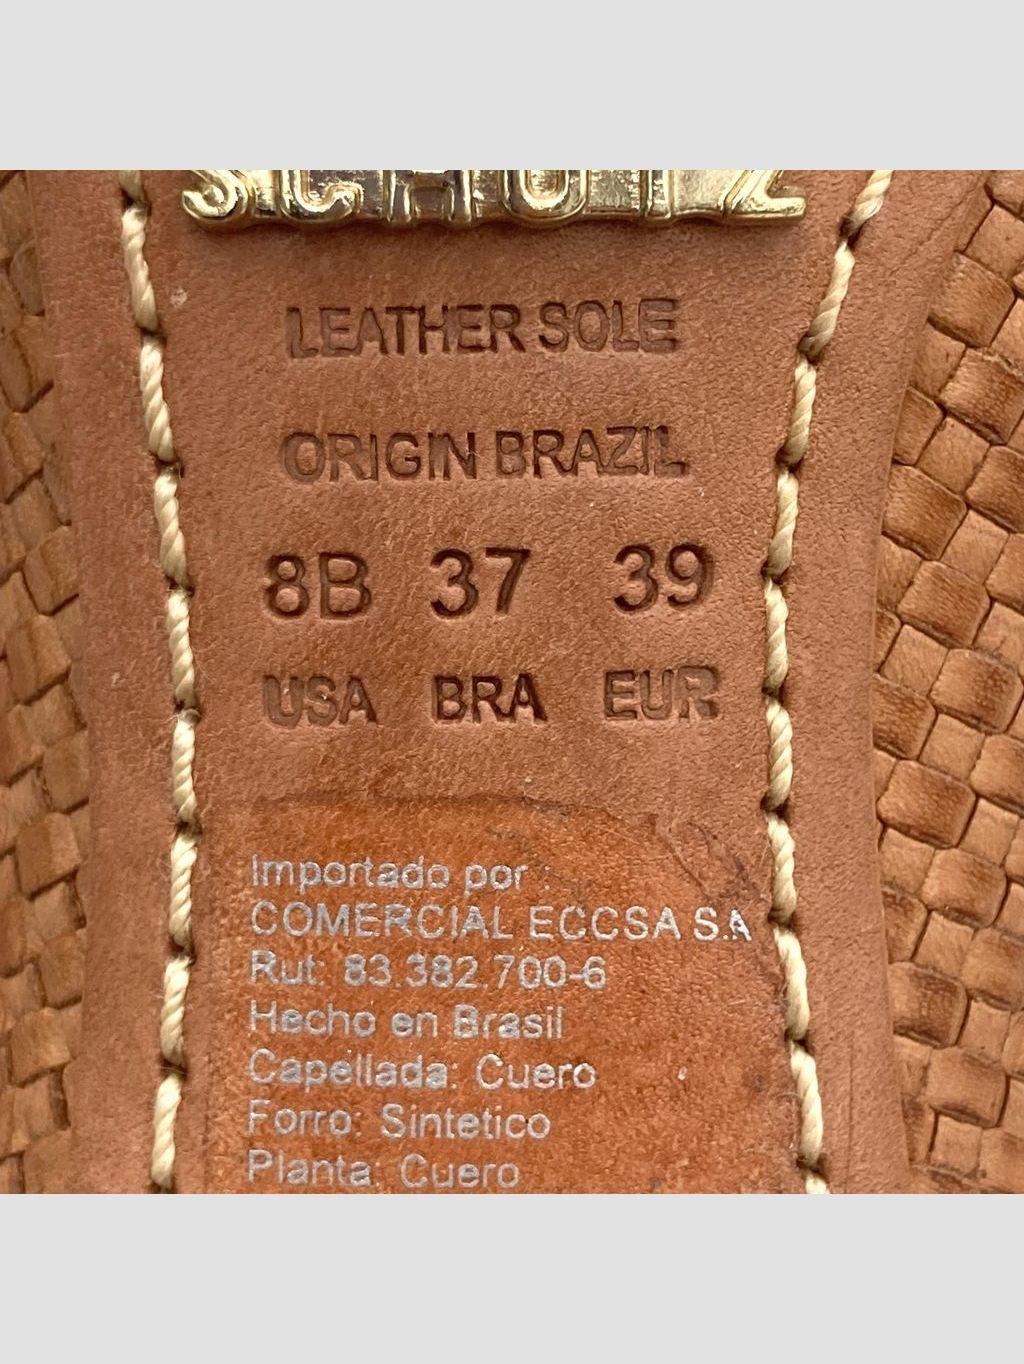 SCHUTZ
LEATHER SOLE
ORIGIN BRAZIL
8B 37 39
USA BRA EUR
Importado por :
COMERCIAL ECCSA S.A
Rut: 83.382.700-6
Hecho en Brasil
Capellada: Cuero
Forro: Sintetico
Planta: Cuero